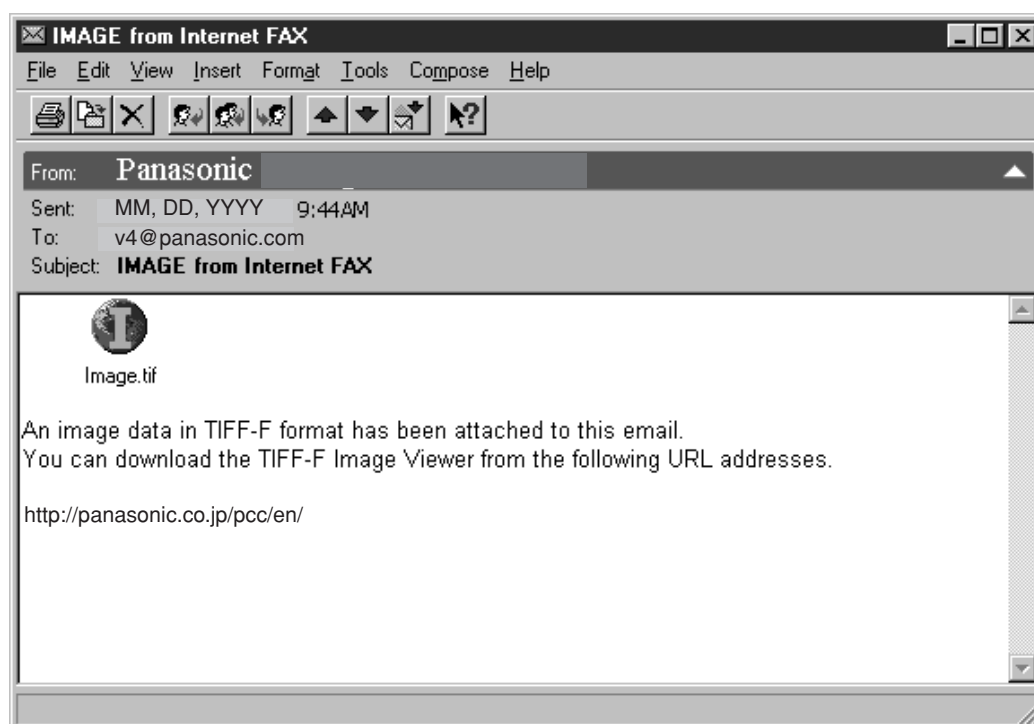 IMAGE from Internet FAX
File Edit View Insert Format Tools Compose Help
From: Panasonic
Sent: MM, DD, YYYY 9:44AM
To: v4@panasonic.com
Subject: IMAGE from Internet FAX
Image.tif
An image data in TIFF-F format has been attached to this email.
You can download the TIFF-F Image Viewer from the following URL addresses.
http://panasonic.co.jp/pcc/en/